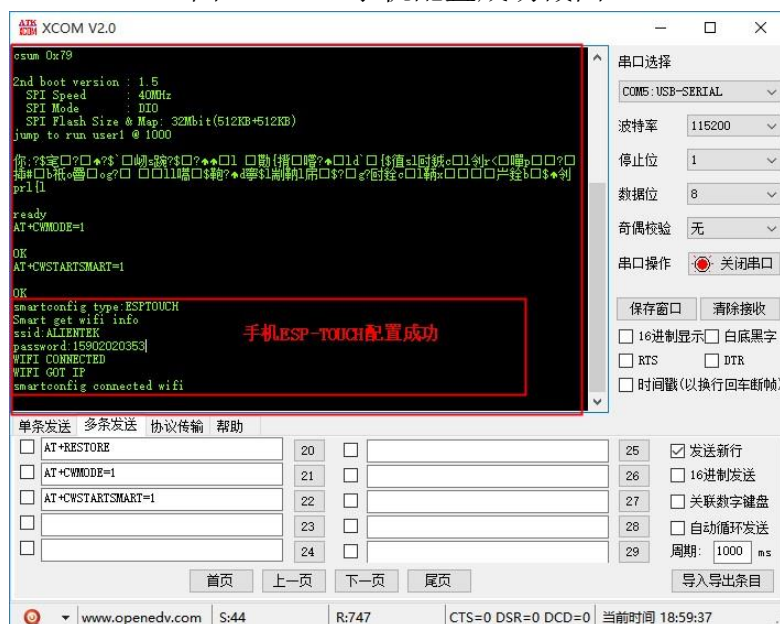 XCOM V2.0
csum 0x79
2nd boot version : 1.5
SPI Speed : 40MHz
SPI Mode : DIO
SPI Flash Size & Map: 32Mbit(512KB+512KB)
jump to run user1 @ 1000
prl{l
ready
AT+CWMODE=1
OK
AT+CWSTARTSMART=1
OK
smartconfig type:ESPTOUCH
Smart get wifi info
ssid:ALIENTEK
password:15902020353
WIFI CONNECTED
WIFI GOT IP
smartconfig connected wifi
手机ESP-TOUCH配置成功
串口选择
COM5:USB-SERIAL
波特率 115200
停止位 1
数据位 8
奇偶校验 无
串口操作 关闭串口
保存窗口 清除接收
16进制显示 白底黑字
RTS DTR
时间戳(以换行回车断帧)
单条发送 多条发送 协议传输 帮助
AT+RESTORE 20 25 发送新行
AT+CWMODE=1 21 26 16进制发送
AT+CWSTARTSMART=1 22 27 关联数字键盘
23 28 自动循环发送
24 29 周期: 1000 ms
首页 上一页 下一页 尾页 导入导出条目
www.openedv.com S:44 R:747 CTS=0 DSR=0 DCD=0 当前时间 18:59:37